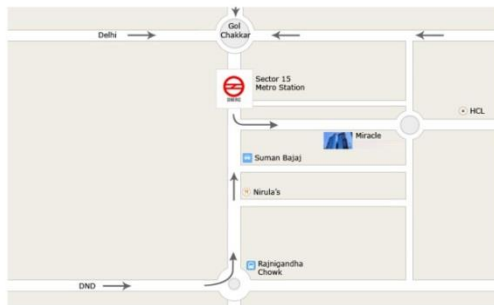 Gol
Chakkar
Delhi
Sector 15
Metro Station
HCL
Miracle
Suman Bajaj
Nirula's
Rajnigandha
Chowk
DND